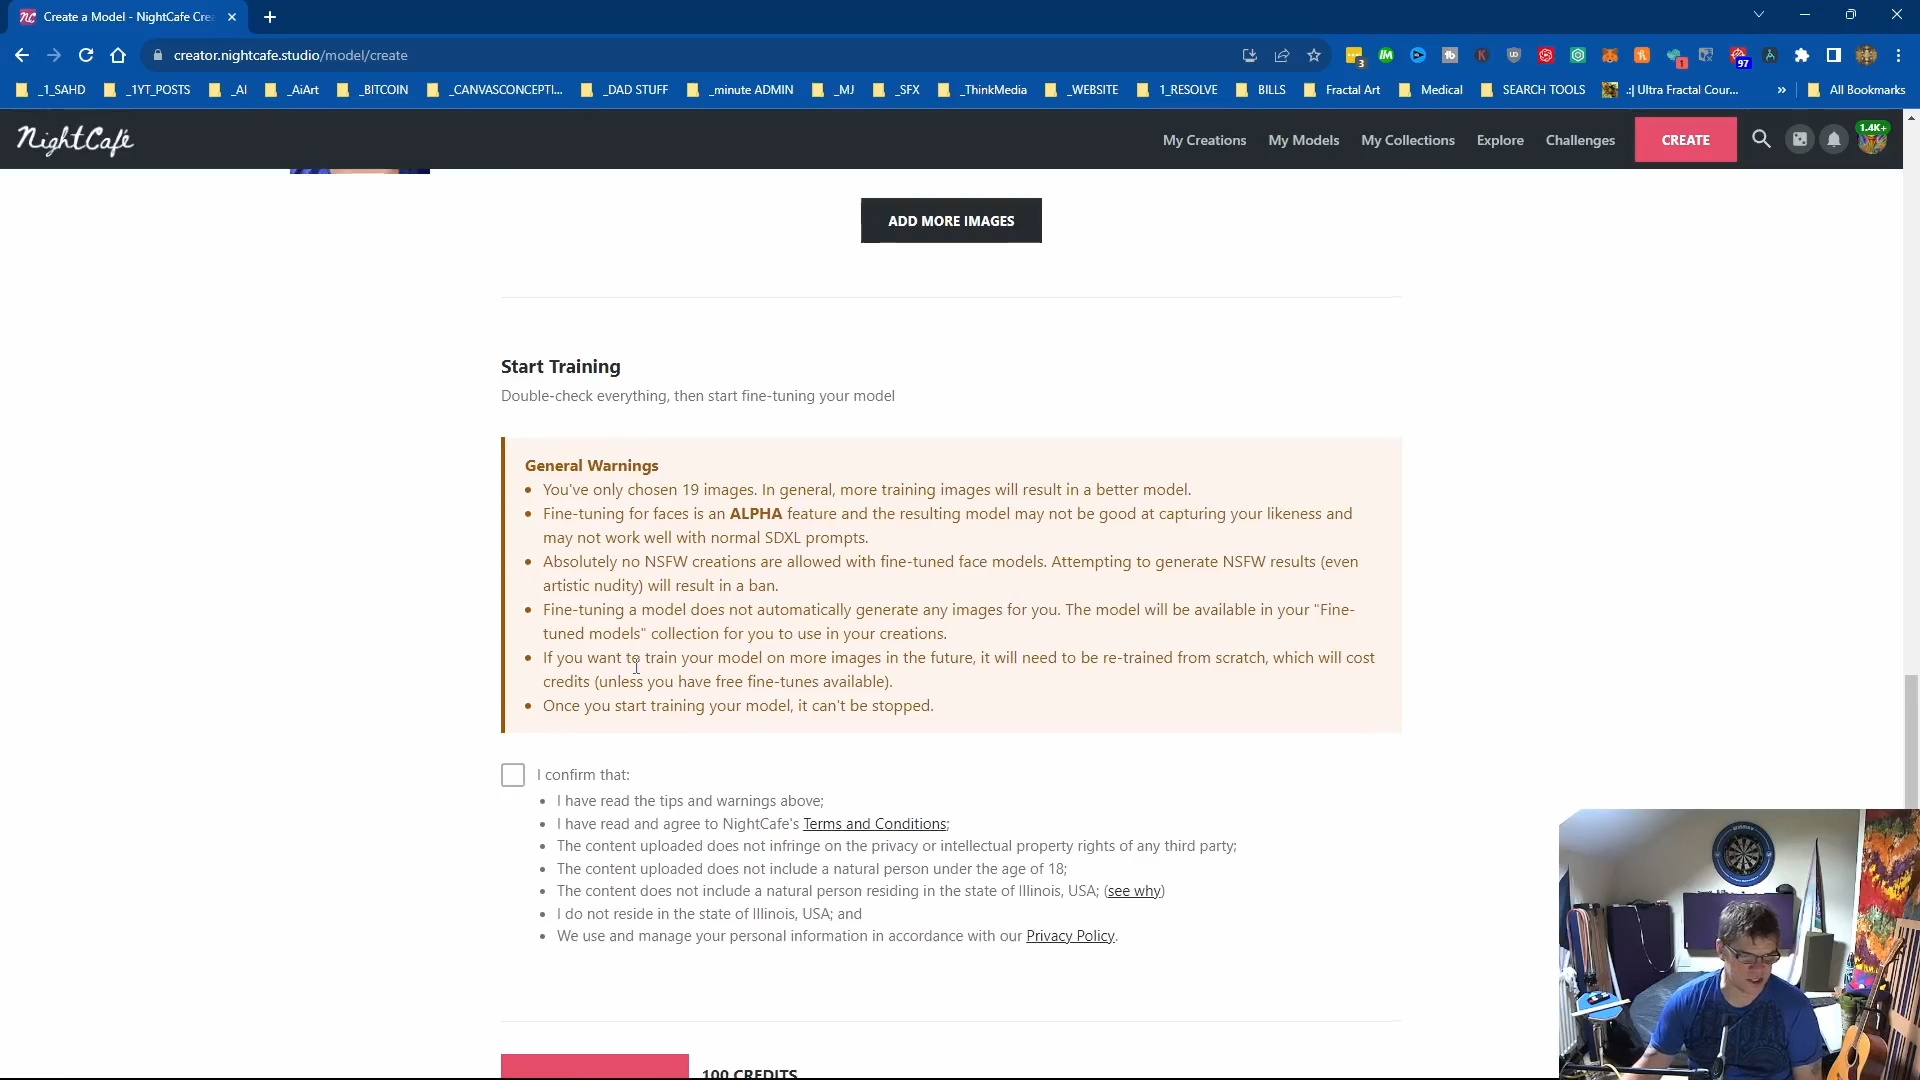 Create a Model - NightCafe Crea
creator.nightcafe.studio/model/create
3
1
97
_1_SAHD
_1YT_POSTS
_AI
_AiArt
_BITCOIN
_CANVASCONCEPTI...
_DAD STUFF
_minute ADMIN
_MJ
_SFX
_ThinkMedia
_WEBSITE
1_RESOLVE
BILLS
Fractal Art
Medical
SEARCH TOOLS
.:| Ultra Fractal Cour...
»
All Bookmarks
NightCafé
My Creations
My Models
My Collections
Explore
Challenges
CREATE
1.4K+
ADD MORE IMAGES
Start Training
Double-check everything, then start fine-tuning your model
General Warnings
• You've only chosen 19 images. In general, more training images will result in a better model.
• Fine-tuning for faces is an ALPHA feature and the resulting model may not be good at capturing your likeness and
may not work well with normal SDXL prompts.
• Absolutely no NSFW creations are allowed with fine-tuned face models. Attempting to generate NSFW results (even
artistic nudity) will result in a ban.
• Fine-tuning a model does not automatically generate any images for you. The model will be available in your "Fine-
tuned models" collection for you to use in your creations.
• If you want to train your model on more images in the future, it will need to be re-trained from scratch, which will cost
credits (unless you have free fine-tunes available).
• Once you start training your model, it can't be stopped.
I confirm that:
• I have read the tips and warnings above;
• I have read and agree to NightCafe's Terms and Conditions;
• The content uploaded does not infringe on the privacy or intellectual property rights of any third party;
• The content uploaded does not include a natural person under the age of 18;
• The content does not include a natural person residing in the state of Illinois, USA; (see why)
• I do not reside in the state of Illinois, USA; and
• We use and manage your personal information in accordance with our Privacy Policy.
100 CREDITS